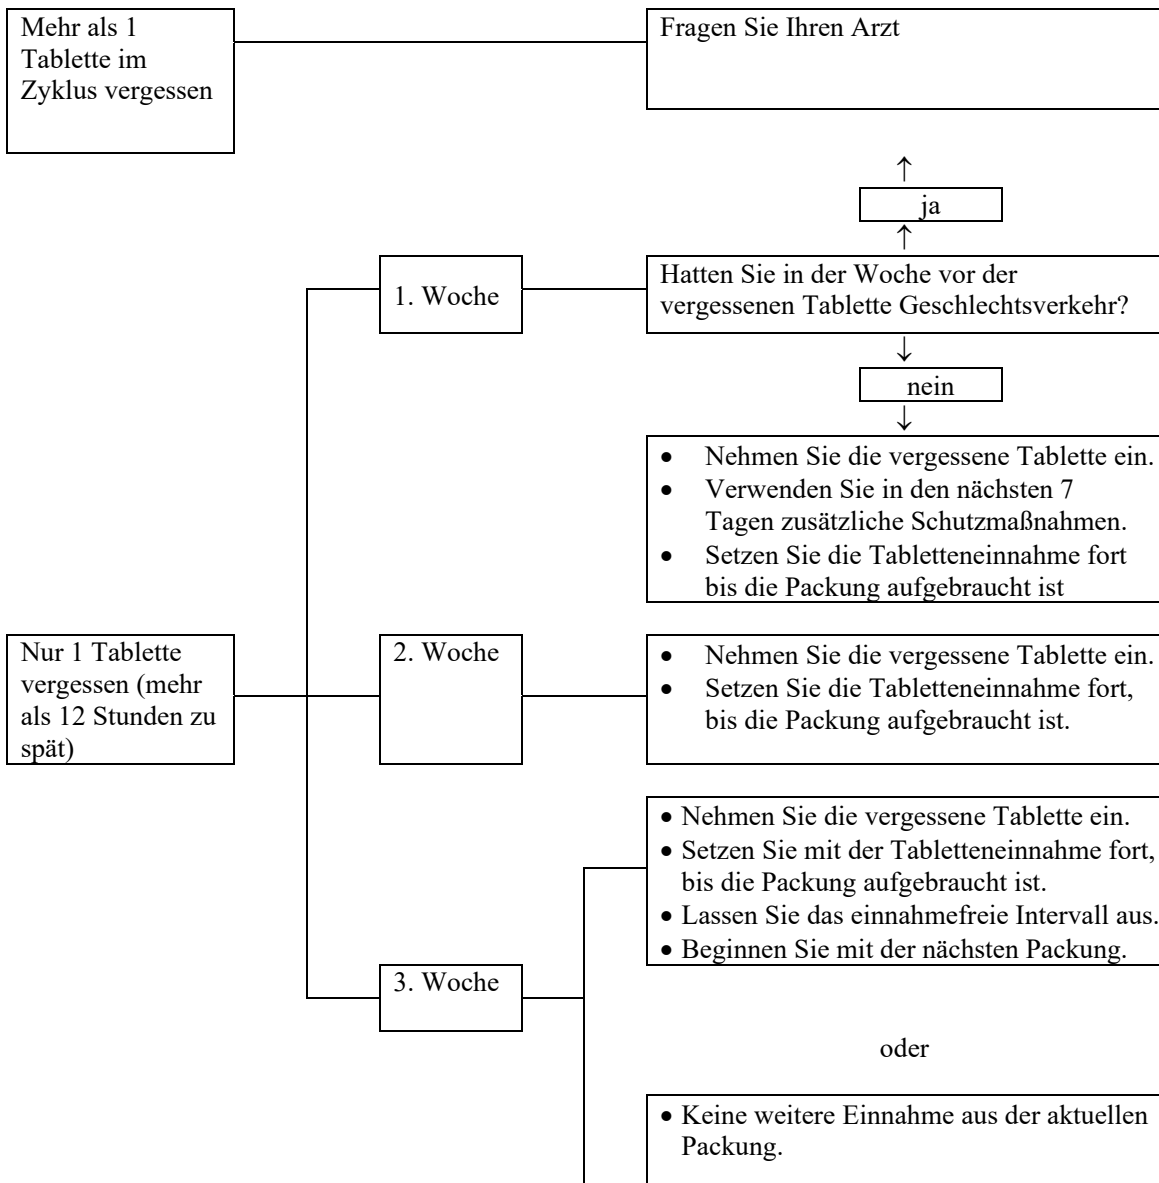 Mehr als 1
Tablette im
Zyklus vergessen
Fragen Sie Ihren Arzt
↑
ja
↑
1. Woche
Hatten Sie in der Woche vor der
vergessenen Tablette Geschlechtsverkehr?
↓
nein
↓
• Nehmen Sie die vergessene Tablette ein.
• Verwenden Sie in den nächsten 7
Tagen zusätzliche Schutzmaßnahmen.
• Setzen Sie die Tabletteneinnahme fort
bis die Packung aufgebraucht ist
Nur 1 Tablette
vergessen (mehr
als 12 Stunden zu
spät)
2. Woche
• Nehmen Sie die vergessene Tablette ein.
• Setzen Sie die Tabletteneinnahme fort,
bis die Packung aufgebraucht ist.
3. Woche
• Nehmen Sie die vergessene Tablette ein.
• Setzen Sie mit der Tabletteneinnahme fort,
bis die Packung aufgebraucht ist.
• Lassen Sie das einnahmefreie Intervall aus.
• Beginnen Sie mit der nächsten Packung.
oder
• Keine weitere Einnahme aus der aktuellen
Packung.